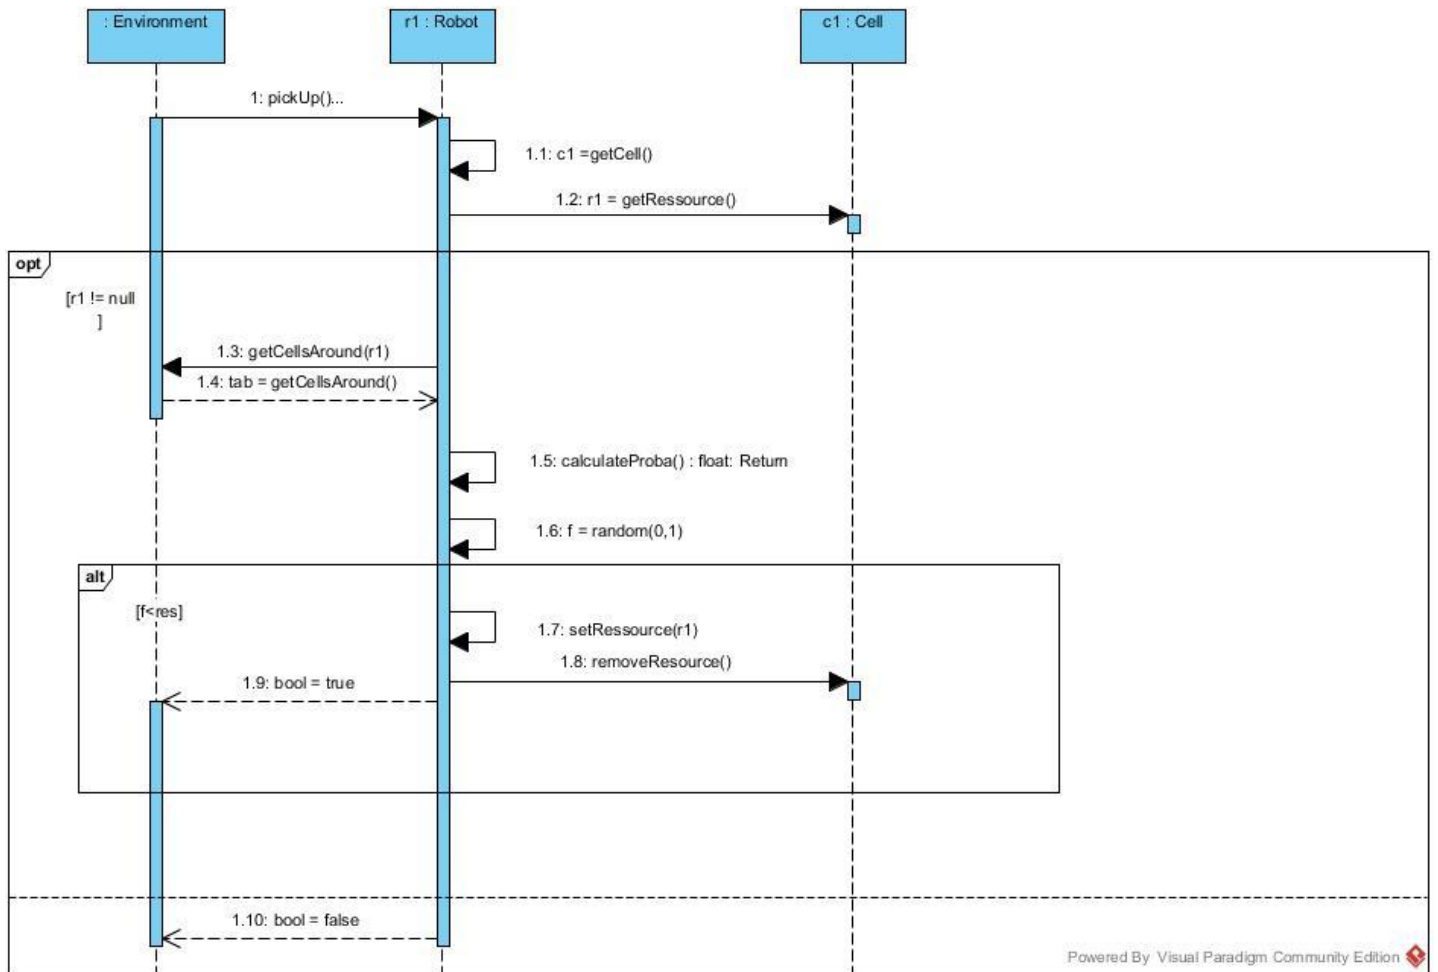 : Environment
r1 : Robot
c1 : Cell
1: pickUp()...
1.1: c1 =getCell()
1.2: r1 = getRessource()
opt
[r1 != null
]
1.3: getCellsAround(r1)
1.4: tab = getCellsAround()
1.5: calculateProba() : float: Return
1.6: f = random(0,1)
alt
[f<res]
1.7: setRessource(r1)
1.8: removeResource()
1.9: bool = true
1.10: bool = false
Powered By Visual Paradigm Community Edition